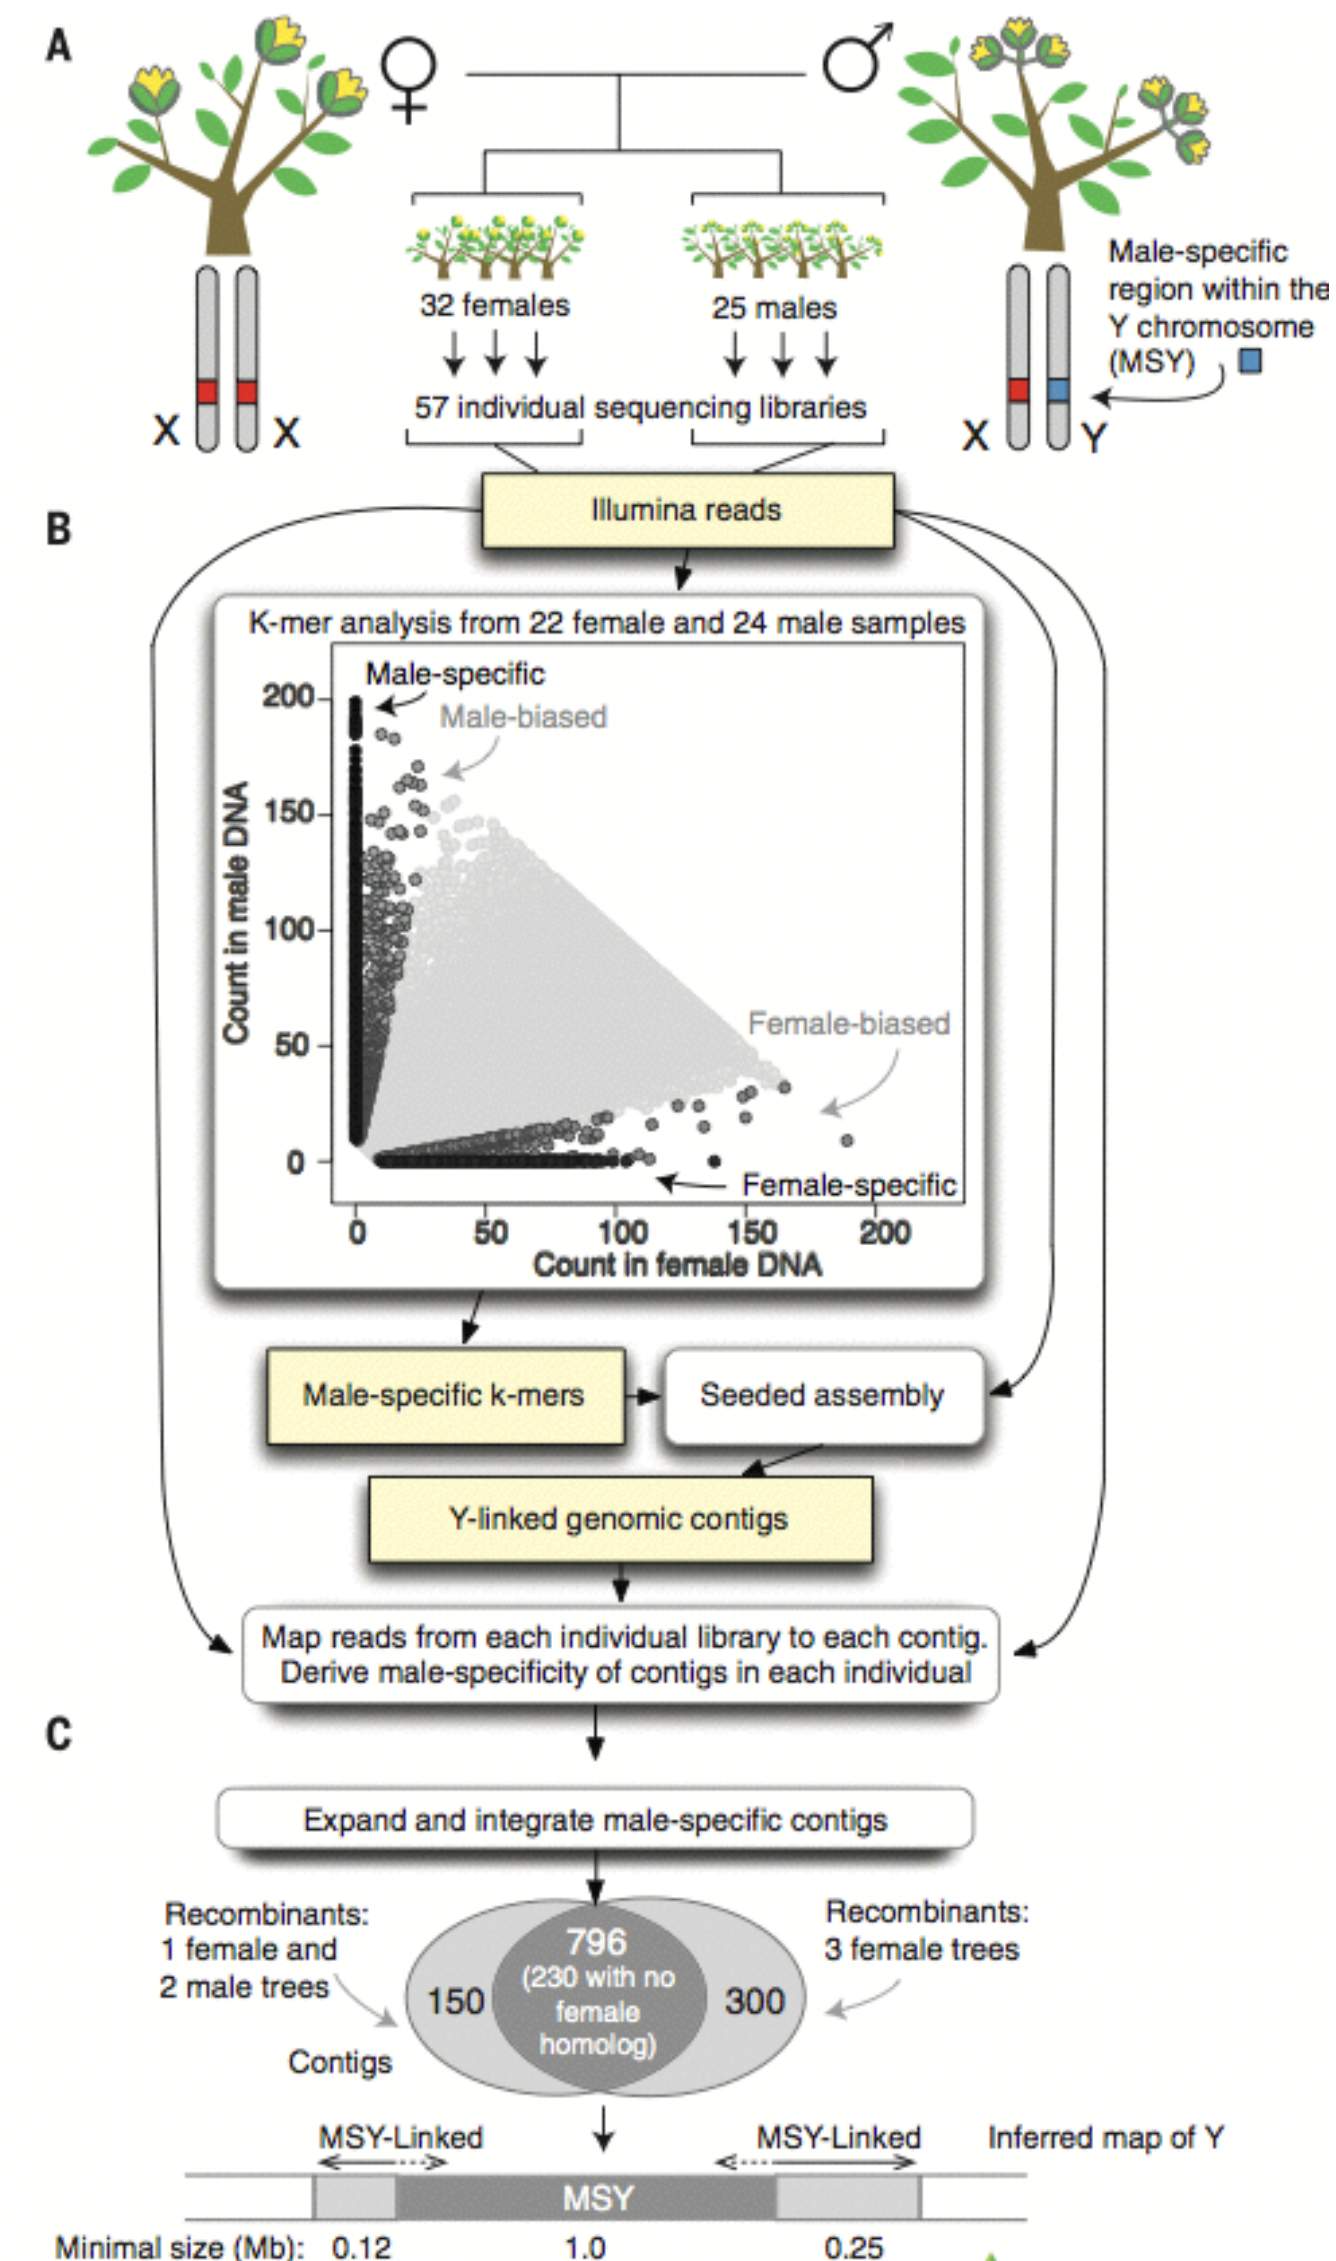 A
♀
♂
32 females
25 males
57 individual sequencing libraries
Male-specific
region within the
Y chromosome
(MSY)
X X
X Y
B
Illumina reads
K-mer analysis from 22 female and 24 male samples
Male-specific
Male-biased
Female-biased
Female-specific
Count in male DNA
200
150
100
50
0
0 50 100 150 200
Count in female DNA
Male-specific k-mers
Seeded assembly
Y-linked genomic contigs
Map reads from each individual library to each contig.
Derive male-specificity of contigs in each individual
C
Expand and integrate male-specific contigs
Recombinants:
1 female and
2 male trees
Contigs
150
796
(230 with no
female
homolog)
300
Recombinants:
3 female trees
MSY-Linked
MSY-Linked
Inferred map of Y
MSY
Minimal size (Mb): 0.12 1.0 0.25